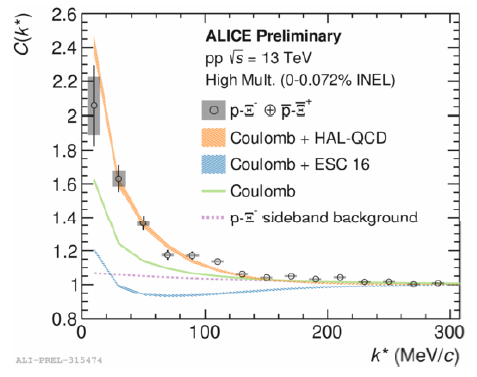 C(k*)
2.6
2.4
2.2
2
1.8
1.6
1.4
1.2
1
0.8
ALICE Preliminary
pp √s = 13 TeV
High Mult. (0-0.072% INEL)
p-Ξ⁻ ⊕ p̅-Ξ̅⁺
Coulomb + HAL-QCD
Coulomb + ESC 16
Coulomb
p-Ξ⁻ sideband background
0 100 200 300
k* (MeV/c)
ALI-PREL-315474